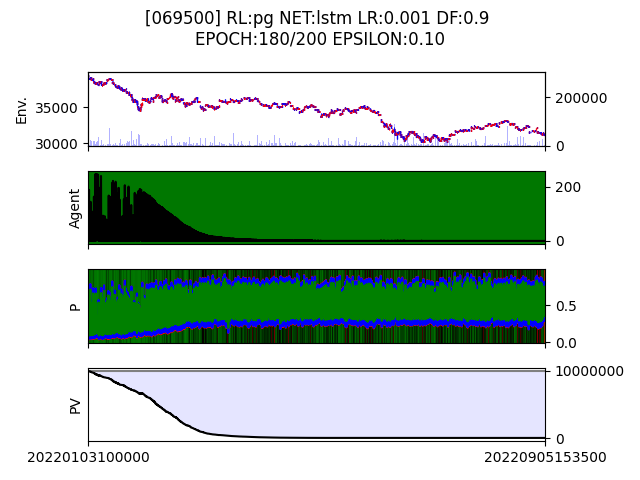 [069500] RL:pg NET:lstm LR:0.001 DF:0.9
EPOCH:180/200 EPSILON:0.10
Env.
35000
30000
200000
0
Agent
200
0
P
0.5
0.0
PV
10000000
0
20220103100000
20220905153500